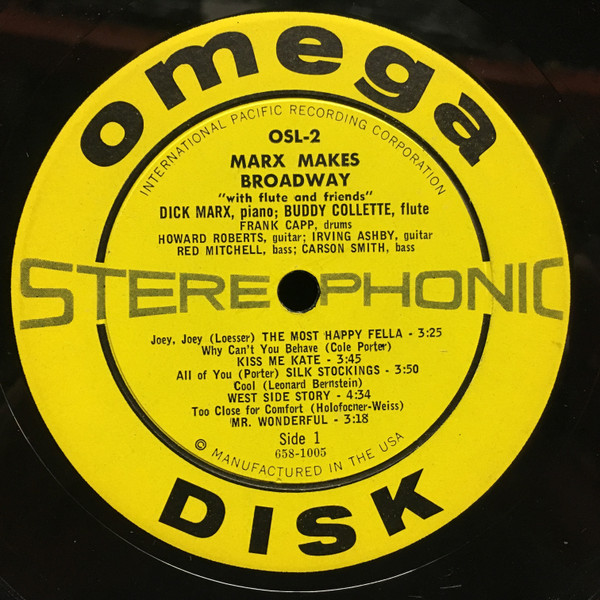 omega
INTERNATIONAL PACIFIC RECORDING CORPORATION
OSL-2
MARX MAKES
BROADWAY
"with flute and friends"
DICK MARX, piano; BUDDY COLLETTE, flute
FRANK CAPP, drums
HOWARD ROBERTS, guitar; IRVING ASHBY, guitar
RED MITCHELL, bass; CARSON SMITH, bass
STEREOPHONIC
Joey, Joey (Loesser) THE MOST HAPPY FELLA - 3:25
Why Can't You Behave (Cole Porter)
KISS ME KATE - 3:45
All of You (Porter) SILK STOCKINGS - 3:50
Cool (Leonard Bernstein)
WEST SIDE STORY - 4:34
Too Close for Comfort (Holofocner-Weiss)
MR. WONDERFUL - 3:18
Side 1
658-1005
© MANUFACTURED IN THE USA
DISK